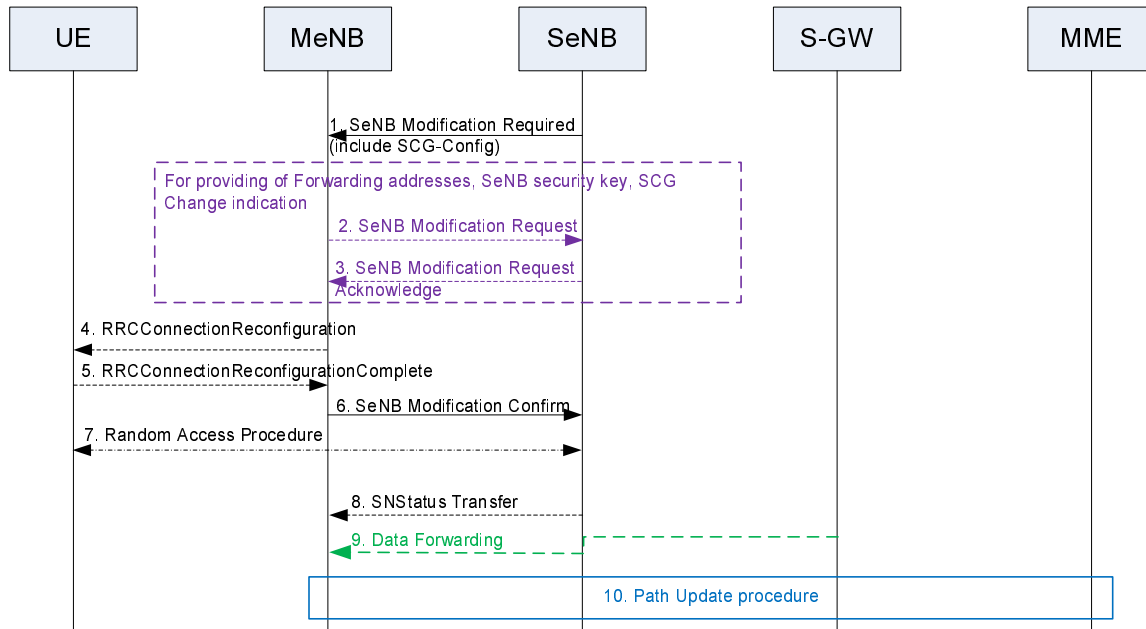 UE
MeNB
SeNB
S-GW
MME
1. SeNB Modification Required
(include SCG-Config)
For providing of Forwarding addresses, SeNB security key, SCG
Change indication
2. SeNB Modification Request
3. SeNB Modification Request
Acknowledge
4. RRCConnectionReconfiguration
5. RRCConnectionReconfigurationComplete
6. SeNB Modification Confirm
7. Random Access Procedure
8. SNStatus Transfer
9. Data Forwarding
10. Path Update procedure